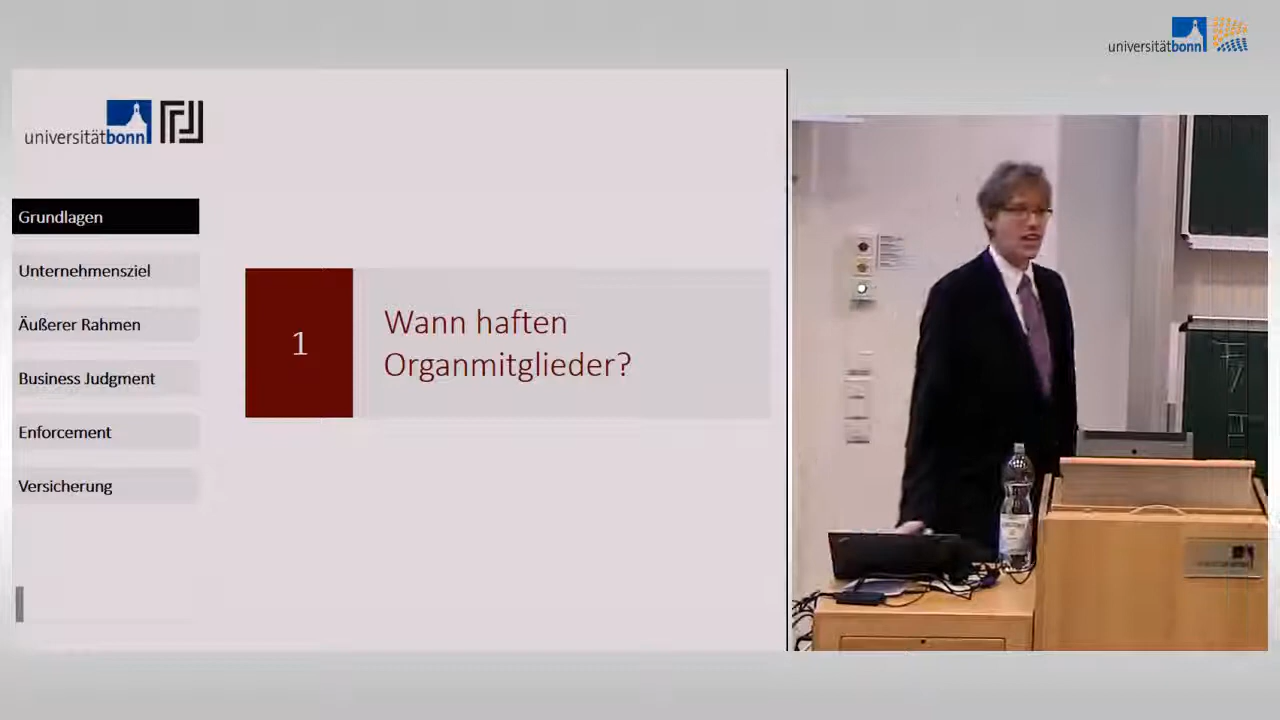 universitätbonn
universitätbonn
Grundlagen
Unternehmensziel
Äußerer Rahmen
Business Judgment
Enforcement
Versicherung
1
Wann haften
Organmitglieder?